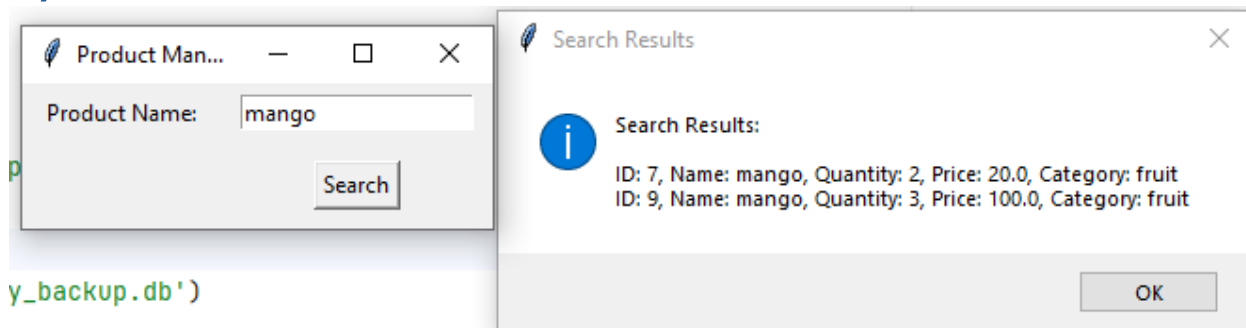 Product Man...
Product Name: mango
Search
p
y_backup.db')
Search Results
Search Results:
ID: 7, Name: mango, Quantity: 2, Price: 20.0, Category: fruit
ID: 9, Name: mango, Quantity: 3, Price: 100.0, Category: fruit
OK